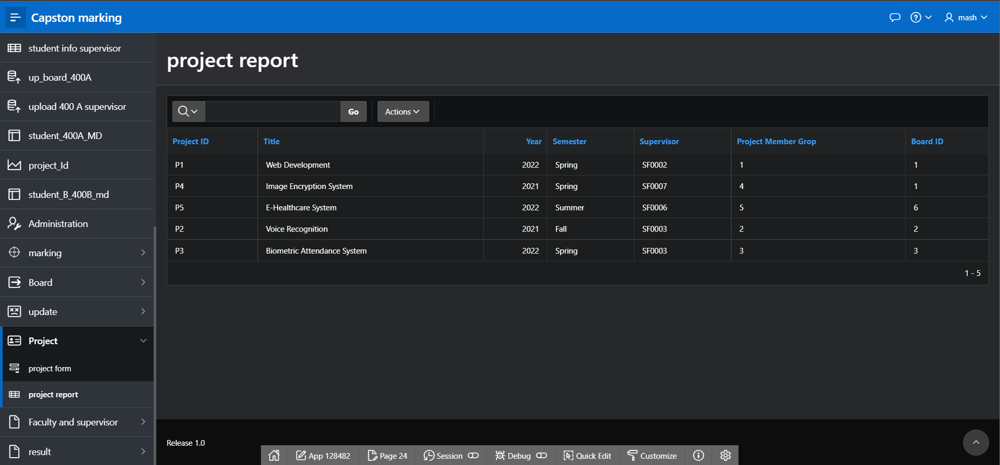 Capston marking
mash
student info supervisor
up_board_400A
upload 400 A supervisor
student_400A_MD
project_Id
student_B_400B_md
Administration
marking
Board
update
Project
project form
project report
Faculty and supervisor
result
project report
Go Actions
Project ID Title Year Semester Supervisor Project Member Grop Board ID
P1 Web Development 2022 Spring SF0002 1 1
P4 Image Encryption System 2021 Spring SF0007 4 1
P5 E-Healthcare System 2022 Summer SF0006 5 6
P2 Voice Recognition 2021 Fall SF0003 2 2
P3 Biometric Attendance System 2022 Spring SF0003 3 3
1 - 5
Release 1.0
App 128482 Page 24 Session Debug Quick Edit Customize